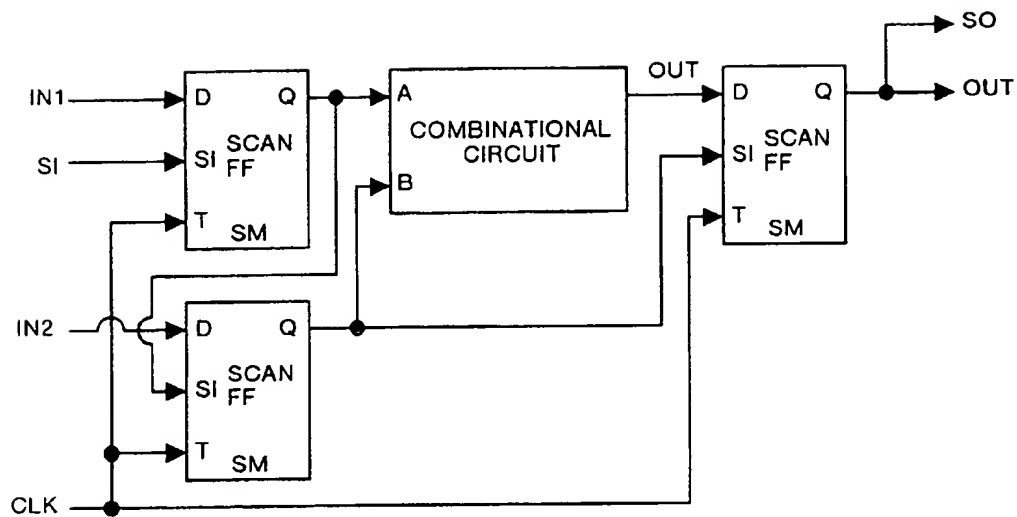 SO
OUT
OUT
IN1
D
Q
A
COMBINATIONAL
CIRCUIT
D
Q
SI
SI
SCAN
FF
B
SI
SCAN
FF
T
SM
T
SM
IN2
D
Q
SI
SCAN
FF
T
SM
CLK